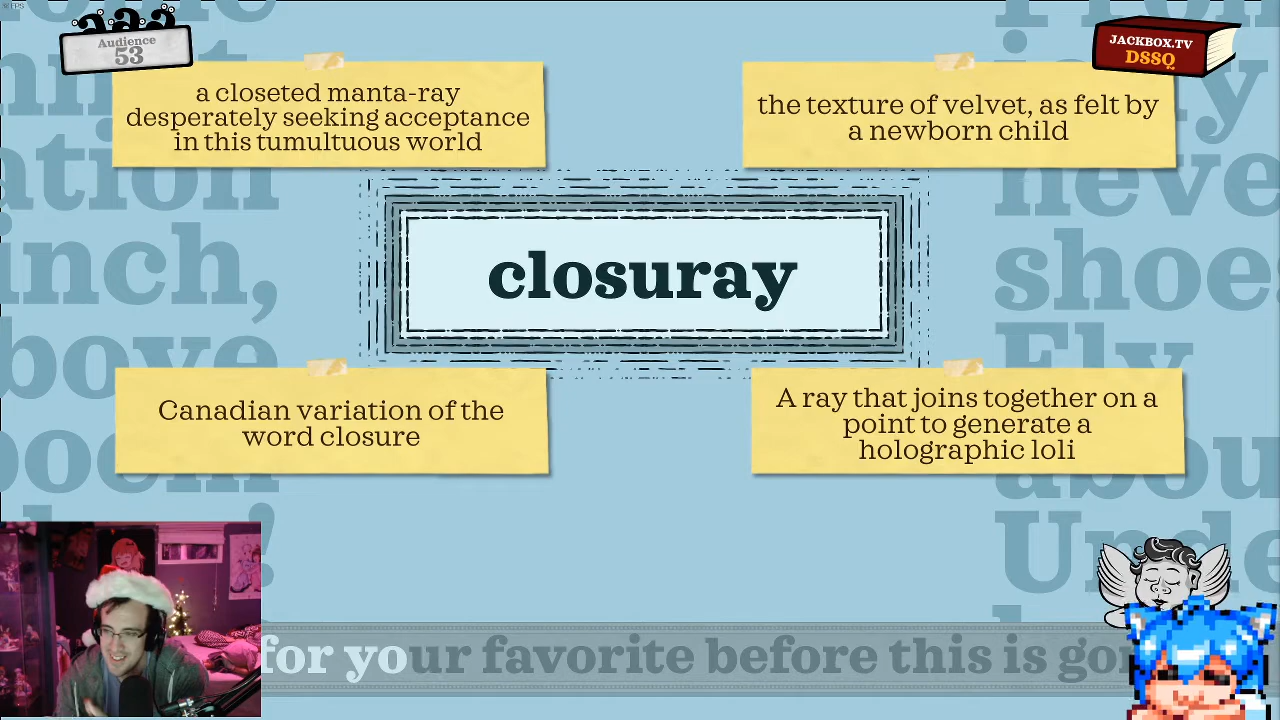 Audience
53
JACKBOX.TV
DSSQ
a closeted manta-ray
desperately seeking acceptance
in this tumultuous world
the texture of velvet, as felt by
a newborn child
closuray
Canadian variation of the
word closure
A ray that joins together on a
point to generate a
holographic loli
for your favorite before this is
inch,
shoes